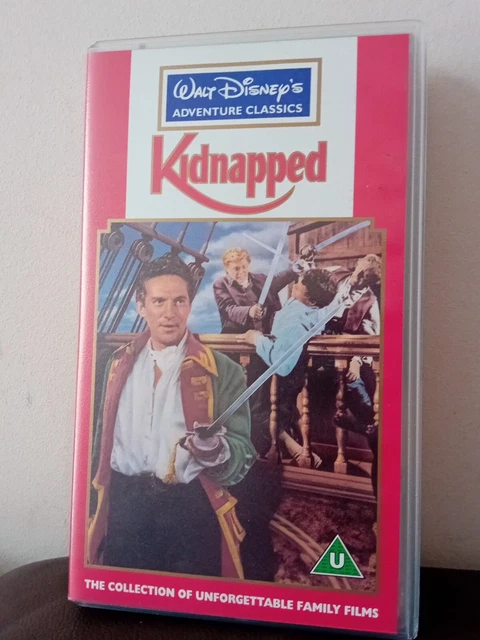 WALT DISNEY'S
ADVENTURE CLASSICS
Kidnapped
U
THE COLLECTION OF UNFORGETTABLE FAMILY FILMS